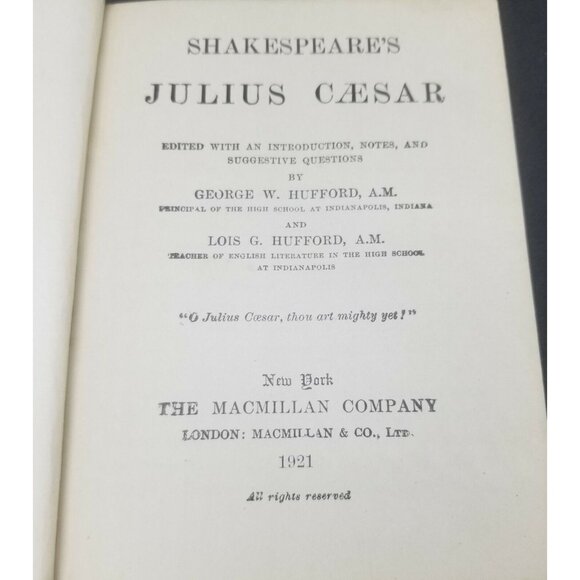 SHAKESPEARE'S
JULIUS CÆSAR
EDITED WITH AN INTRODUCTION, NOTES, AND
SUGGESTIVE QUESTIONS
BY
GEORGE W. HUFFORD, A.M.
PRINCIPAL OF THE HIGH SCHOOL AT INDIANAPOLIS, INDIANA
AND
LOIS G. HUFFORD, A.M.
TEACHER OF ENGLISH LITERATURE IN THE HIGH SCHOOL
AT INDIANAPOLIS
"O Julius Cæsar, thou art mighty yet!"
New York
THE MACMILLAN COMPANY
LONDON: MACMILLAN & CO., LTD.
1921
All rights reserved